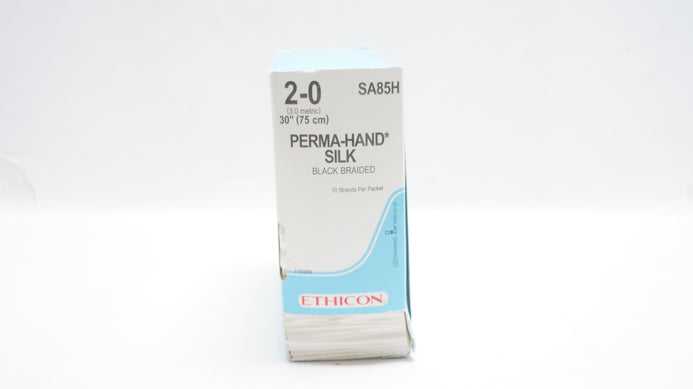 2-0
SA85H
(3.0 metric)
30" (75 cm)
PERMA-HAND*
SILK
BLACK BRAIDED
10 Strands Per Packet
ETHICON